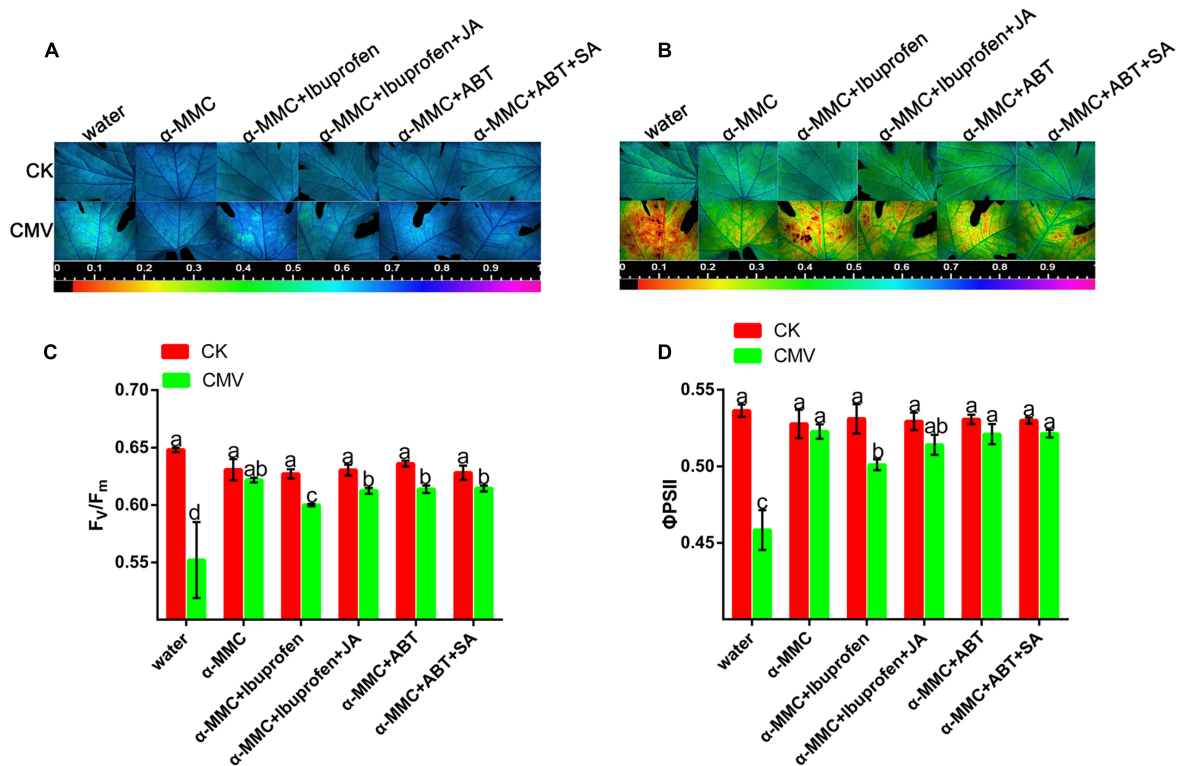 A
water
α-MMC
α-MMC+Ibuprofen
α-MMC+Ibuprofen+JA
α-MMC+ABT
α-MMC+ABT+SA
CK
CMV
0 0.1 0.2 0.3 0.4 0.5 0.6 0.7 0.8 0.9 1
B
water
α-MMC
α-MMC+Ibuprofen
α-MMC+Ibuprofen+JA
α-MMC+ABT
α-MMC+ABT+SA
0 0.1 0.2 0.3 0.4 0.5 0.6 0.7 0.8 0.9 1
C
CK
CMV
Fv/Fm
0.70
0.65
0.60
0.55
a d a ab a c a b a b a b
water
α-MMC
α-MMC+Ibuprofen
α-MMC+Ibuprofen+JA
α-MMC+ABT
α-MMC+ABT+SA
D
CK
CMV
ΦPSII
0.55
0.50
0.45
a c a a a b a ab a a a a
water
α-MMC
α-MMC+Ibuprofen
α-MMC+Ibuprofen+JA
α-MMC+ABT
α-MMC+ABT+SA